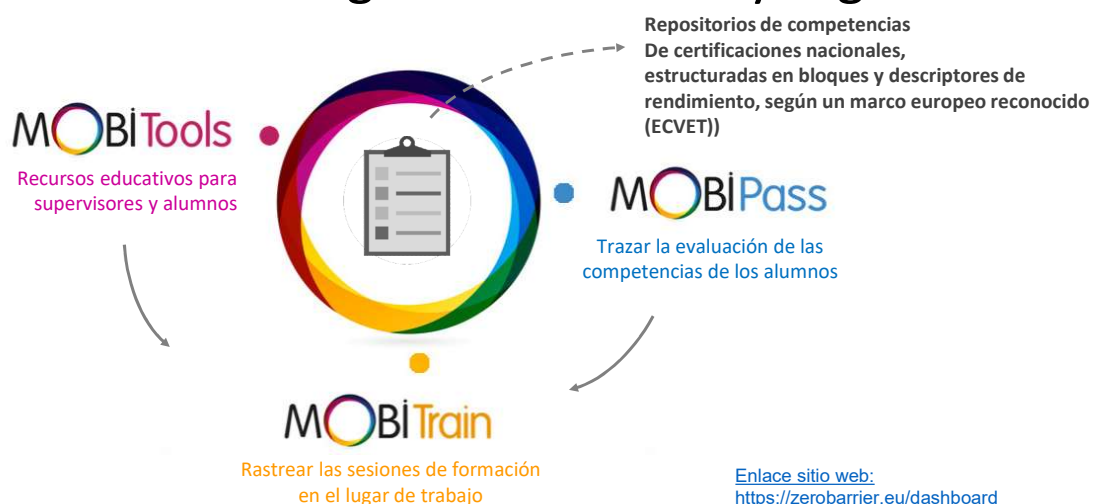 Repositorios de competencias
De certificaciones nacionales,
estructuradas en bloques y descriptores de
rendimiento, según un marco europeo reconocido
(ECVET))
MOBiTools
Recursos educativos para
supervisores y alumnos
MOBiPass
Trazar la evaluación de las
competencias de los alumnos
MOBiTrain
Rastrear las sesiones de formación
en el lugar de trabajo
Enlace sitio web:
https://zerobarrier.eu/dashboard